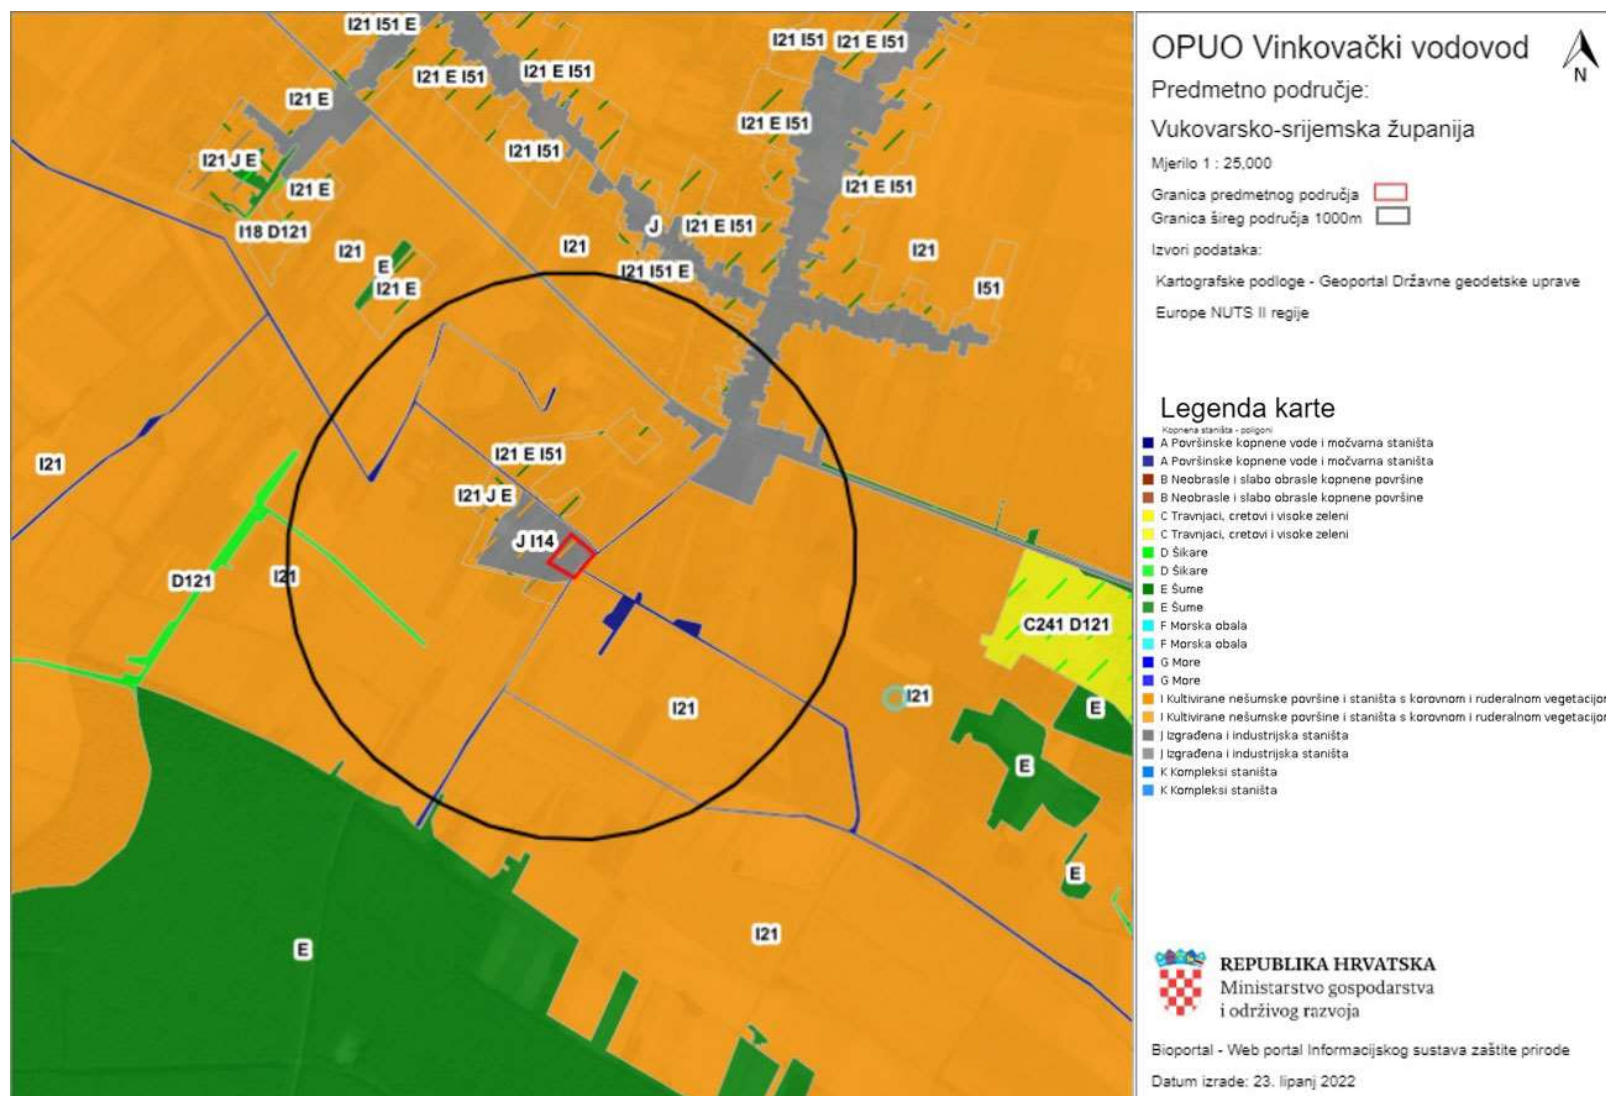 I21 I51 E
I21 I51
I21 E I51
I21 E I51
I21 E I51
I21 E
I21 E I51
I21 I51
I21 J E
I21 E
I21 E I51
I18 D121
J
I21 E I51
I21
I21
I21
E
I21 I51 E
I21 E
I51
I21
I21 E I51
I21 J E
J I14
D121
I21
C241 D121
I21
I21
E
E
E
I21
E
OPUO Vinkovački vodovod
N
Predmetno područje:
Vukovarsko-srijemska županija
Mjerilo 1 : 25,000
Granica predmetnog područja
Granica šireg područja 1000m
Izvori podataka:
Kartografske podloge - Geoportal Državne geodetske uprave
Europe NUTS II regije
Legenda karte
Kopnena staništa - poligoni
A Površinske kopnene vode i močvarna staništa
A Površinske kopnene vode i močvarna staništa
B Neobrasle i slabo obrasle kopnene površine
B Neobrasle i slabo obrasle kopnene površine
C Travnjaci, cretovi i visoke zeleni
C Travnjaci, cretovi i visoke zeleni
D Šikare
D Šikare
E Šume
E Šume
F Morska obala
F Morska obala
G More
G More
I Kultivirane nešumske površine i staništa s korovnom i ruderalnom vegetacijom
I Kultivirane nešumske površine i staništa s korovnom i ruderalnom vegetacijom
J Izgrađena i industrijska staništa
J Izgrađena i industrijska staništa
K Kompleksi staništa
K Kompleksi staništa
REPUBLIKA HRVATSKA
Ministarstvo gospodarstva
i održivog razvoja
Bioportal - Web portal Informacijskog sustava zaštite prirode
Datum izrade: 23. lipanj 2022